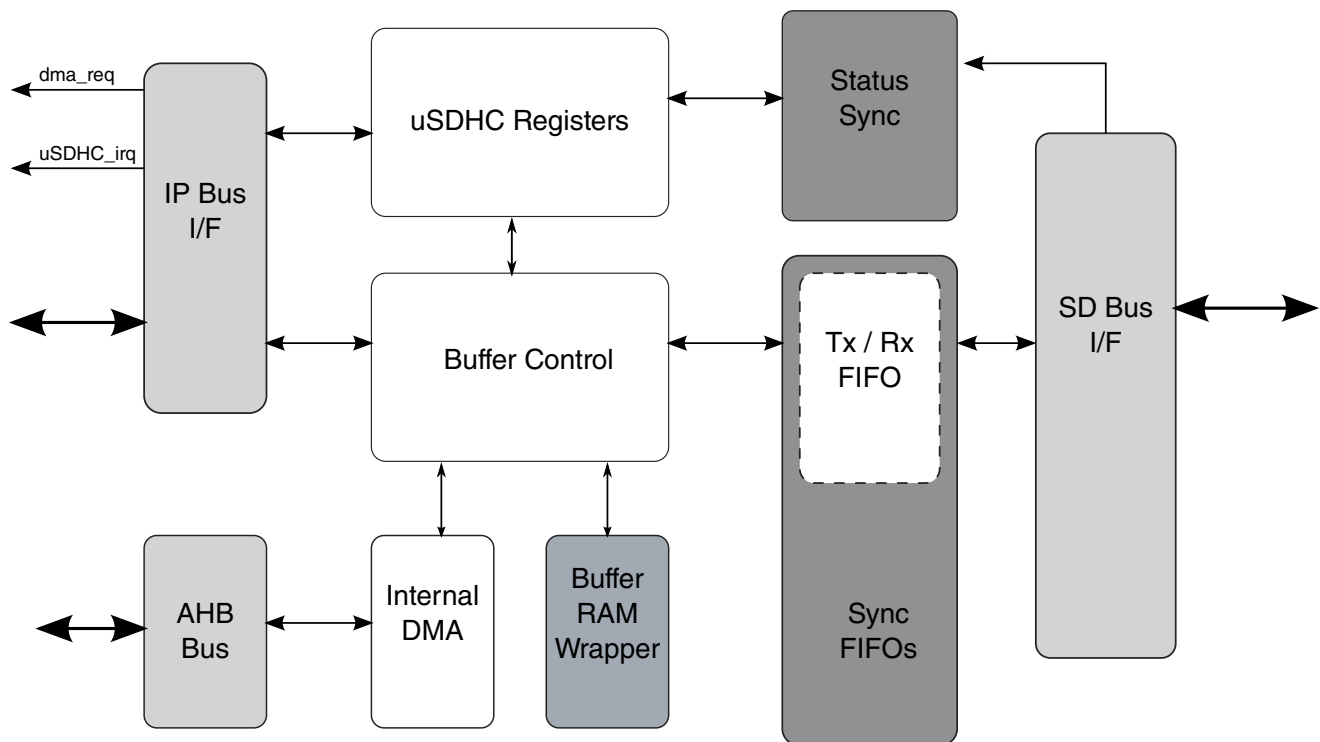 dma_req
uSDHC_irq
IP Bus
I/F
uSDHC Registers
Status
Sync
Buffer Control
Tx / Rx
FIFO
SD Bus
I/F
AHB
Bus
Internal
DMA
Buffer
RAM
Wrapper
Sync
FIFOs